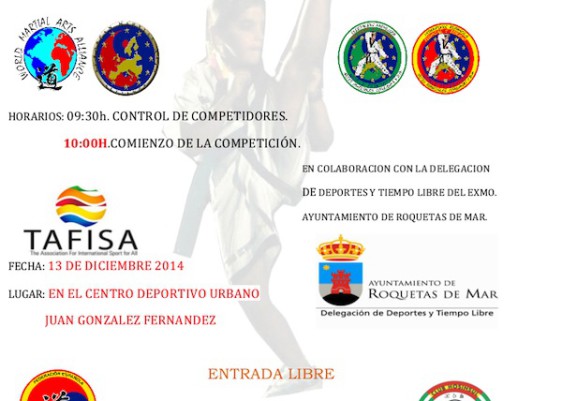 WORLD MARTIAL ARTS ALLIANCE
HORARIOS: 09:30h. CONTROL DE COMPETIDORES.
10:00H.COMIENZO DE LA COMPETICIÓN.
EN COLABORACION CON LA DELEGACION
DE DEPORTES Y TIEMPO LIBRE DEL EXMO.
AYUNTAMIENTO DE ROQUETAS DE MAR.
TAFISA
The Association For International Sport for All
FECHA: 13 DE DICIEMBRE 2014
LUGAR: EN EL CENTRO DEPORTIVO URBANO
JUAN GONZALEZ FERNANDEZ
AYUNTAMIENTO DE
ROQUETAS DE MAR
Delegación de Deportes y Tiempo Libre
ENTRADA LIBRE
FEDERACIÓN ESPAÑOLA